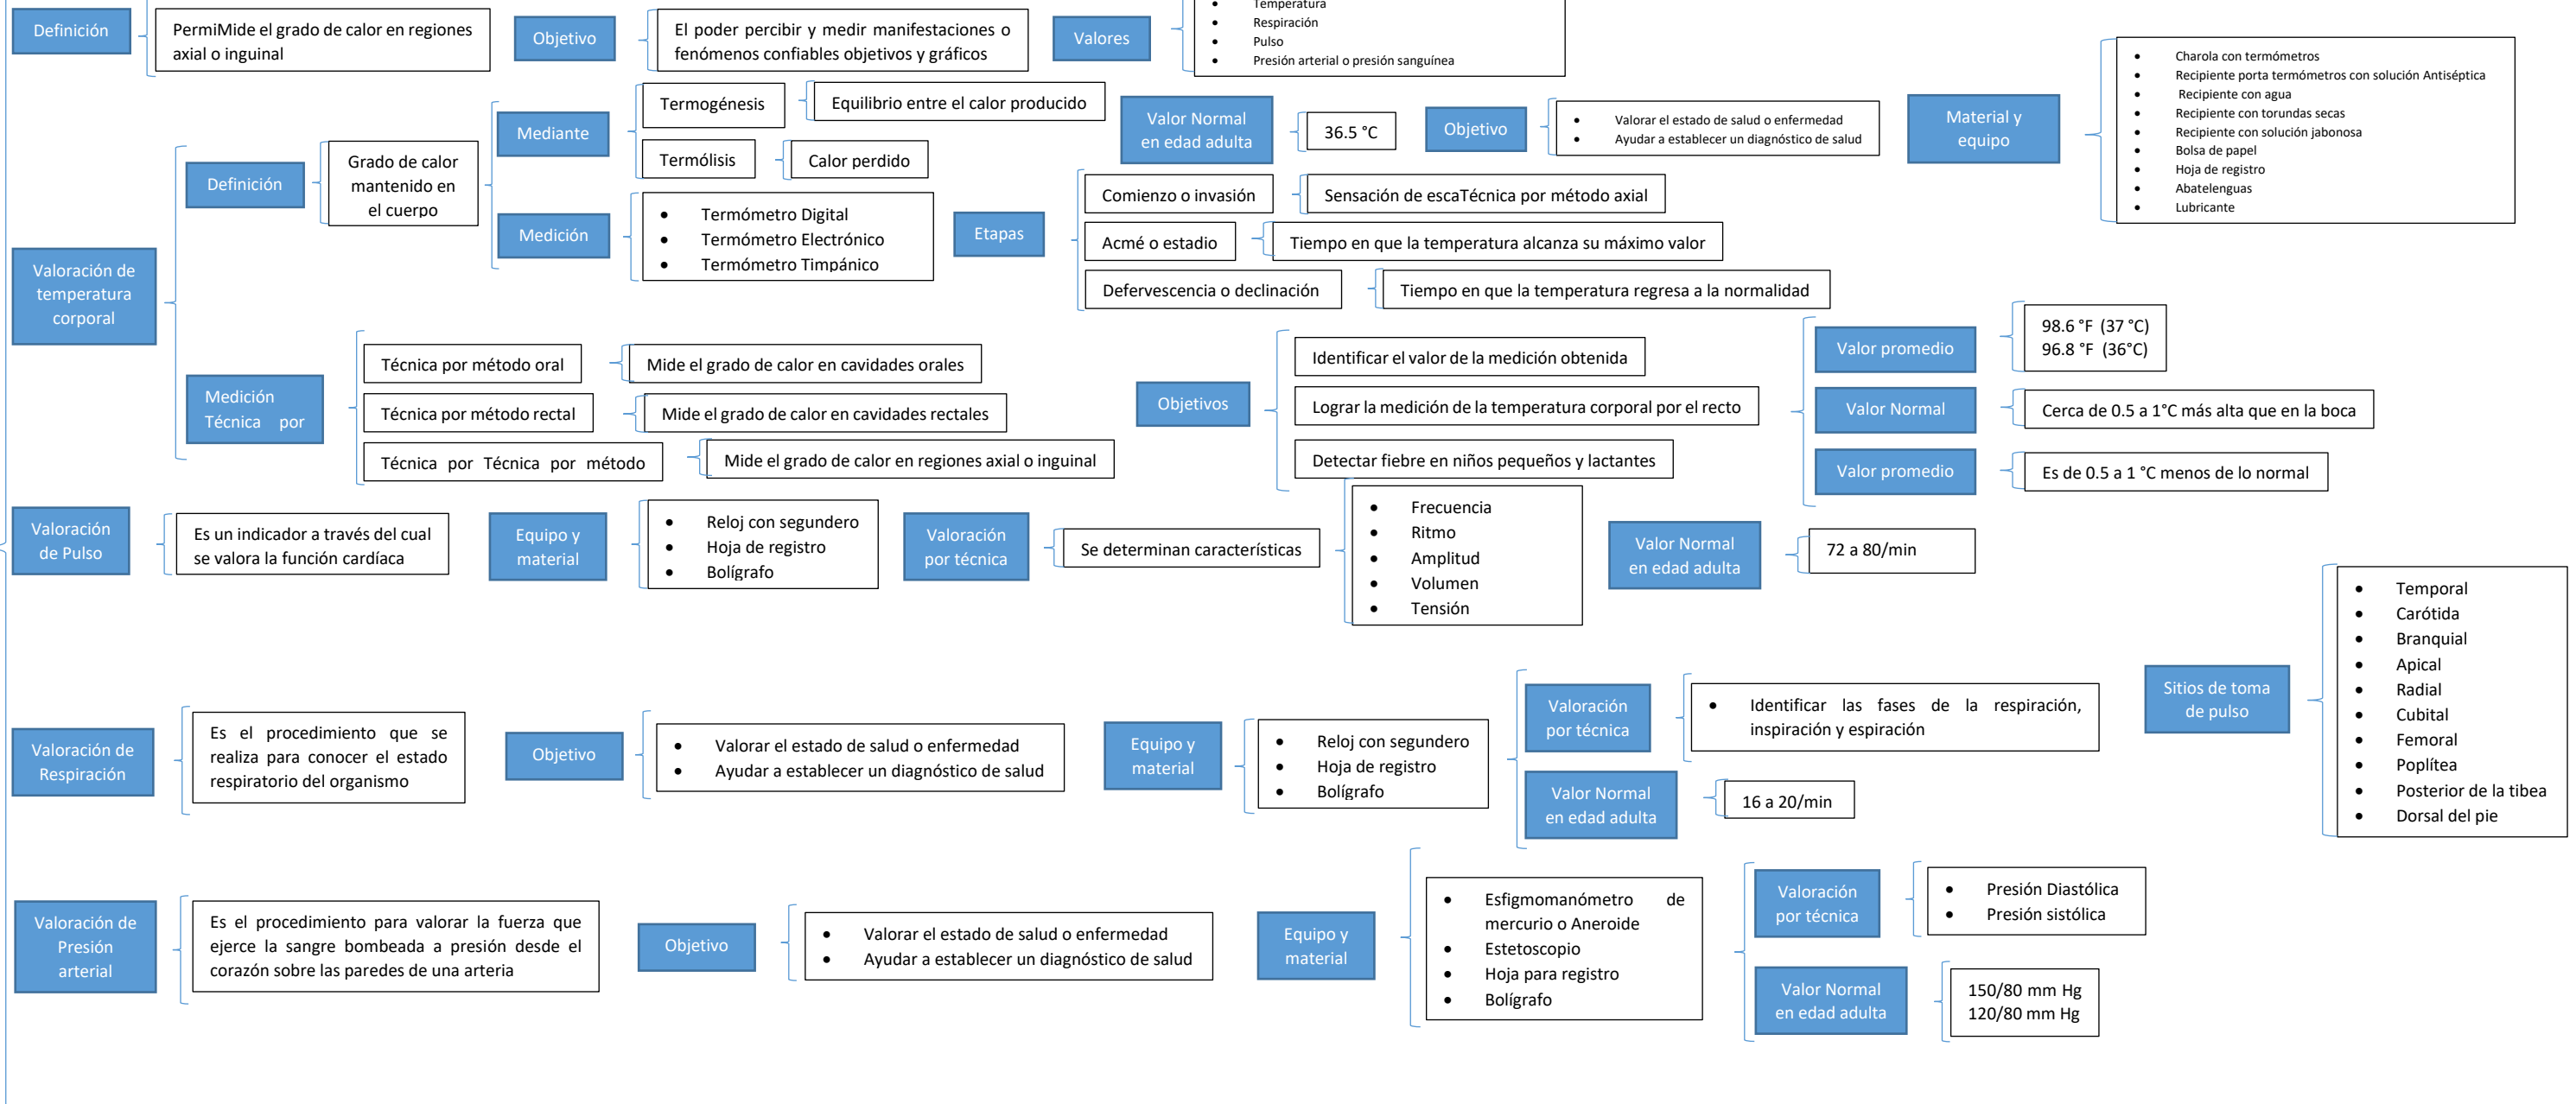 Definición
PermiMide el grado de calor en regiones
axial o inguinal
Objetivo
El poder percibir y medir manifestaciones o
fenómenos confiables objetivos y gráficos
Valores
• Temperatura
• Respiración
• Pulso
• Presión arterial o presión sanguínea
Valoración de
temperatura
corporal
Definición
Grado de calor
mantenido en
el cuerpo
Mediante
Termogénesis
Equilibrio entre el calor producido
Termólisis
Calor perdido
Medición
• Termómetro Digital
• Termómetro Electrónico
• Termómetro Timpánico
Valor Normal
en edad adulta
36.5 °C
Objetivo
• Valorar el estado de salud o enfermedad
• Ayudar a establecer un diagnóstico de salud
Material y
equipo
• Charola con termómetros
• Recipiente porta termómetros con solución Antiséptica
• Recipiente con agua
• Recipiente con torundas secas
• Recipiente con solución jabonosa
• Bolsa de papel
• Hoja de registro
• Abatelenguas
• Lubricante
Etapas
Comienzo o invasión
Sensación de escaTécnica por método axial
Acmé o estadio
Tiempo en que la temperatura alcanza su máximo valor
Defervescencia o declinación
Tiempo en que la temperatura regresa a la normalidad
Medición
Técnica por
Técnica por método oral
Mide el grado de calor en cavidades orales
Técnica por método rectal
Mide el grado de calor en cavidades rectales
Técnica por Técnica por método
Mide el grado de calor en regiones axial o inguinal
Objetivos
Identificar el valor de la medición obtenida
Lograr la medición de la temperatura corporal por el recto
Detectar fiebre en niños pequeños y lactantes
Valor promedio
98.6 °F (37 °C)
96.8 °F (36°C)
Valor Normal
Cerca de 0.5 a 1°C más alta que en la boca
Valor promedio
Es de 0.5 a 1 °C menos de lo normal
Valoración
de Pulso
Es un indicador a través del cual
se valora la función cardíaca
Equipo y
material
• Reloj con segundero
• Hoja de registro
• Bolígrafo
Valoración
por técnica
Se determinan características
• Frecuencia
• Ritmo
• Amplitud
• Volumen
• Tensión
Valor Normal
en edad adulta
72 a 80/min
Sitios de toma
de pulso
• Temporal
• Carótida
• Branquial
• Apical
• Radial
• Cubital
• Femoral
• Poplítea
• Posterior de la tibea
• Dorsal del pie
Valoración de
Respiración
Es el procedimiento que se
realiza para conocer el estado
respiratorio del organismo
Objetivo
• Valorar el estado de salud o enfermedad
• Ayudar a establecer un diagnóstico de salud
Equipo y
material
• Reloj con segundero
• Hoja de registro
• Bolígrafo
Valoración
por técnica
• Identificar las fases de la respiración,
inspiración y espiración
Valor Normal
en edad adulta
16 a 20/min
Valoración de
Presión
arterial
Es el procedimiento para valorar la fuerza que
ejerce la sangre bombeada a presión desde el
corazón sobre las paredes de una arteria
Objetivo
• Valorar el estado de salud o enfermedad
• Ayudar a establecer un diagnóstico de salud
Equipo y
material
• Esfigmomanómetro de
mercurio o Aneroide
• Estetoscopio
• Hoja para registro
• Bolígrafo
Valoración
por técnica
• Presión Diastólica
• Presión sistólica
Valor Normal
en edad adulta
150/80 mm Hg
120/80 mm Hg